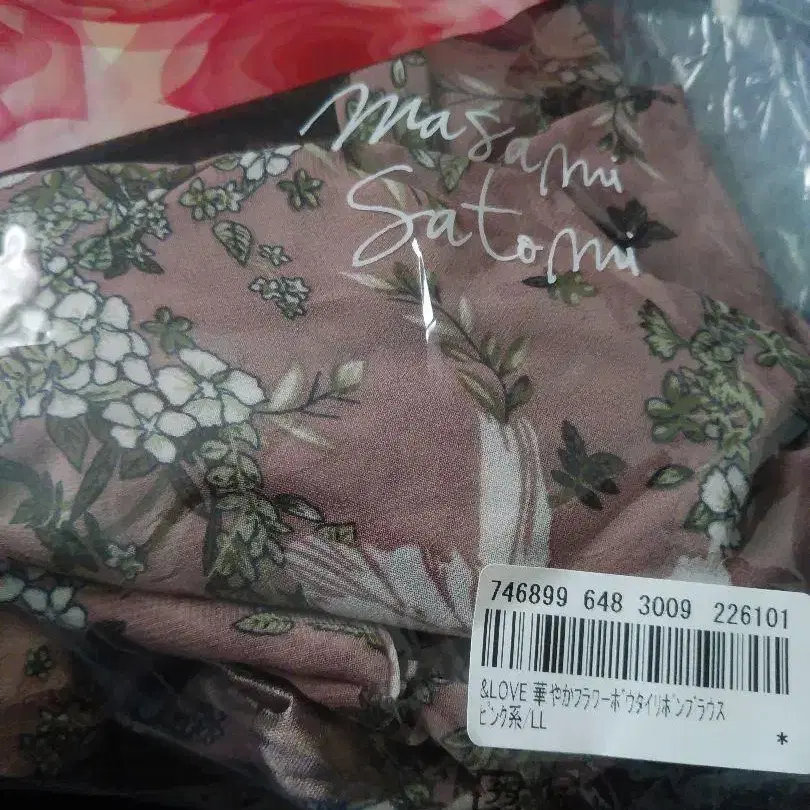 masami
Satomi
746899 648 3009 226101
&LOVE 華やかフラワーボウタイリボンブラウス
ピンク系/LL
*